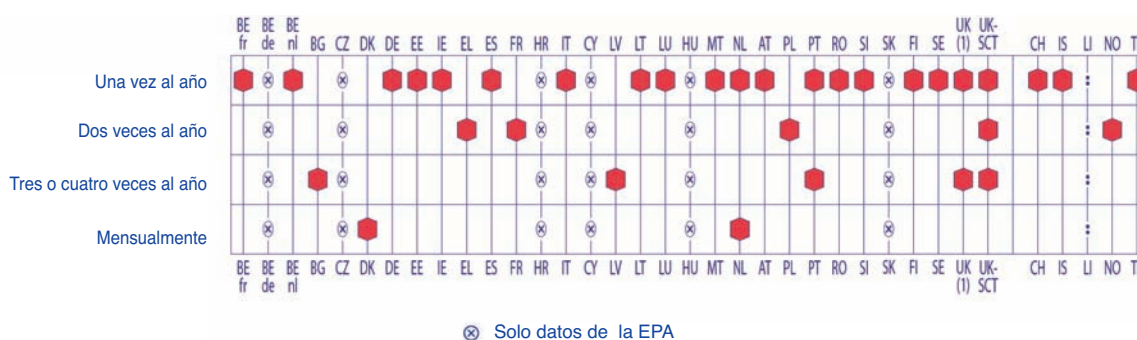 BE BE BE UK UK-
fr de nl BG CZ DK DE EE IE EL ES FR HR IT CY LV LT LU HU MT NL AT PL PT RO SI SK FI SE (1) SCT CH IS LI NO T
Una vez al año
Dos veces al año
Tres o cuatro veces al año
Mensualmente
BE BE BE BG CZ DK DE EE IE EL ES FR HR IT CY LV LT LU HU MT NL AT PL PT RO SI SK FI SE UK UK- CH IS LI NO T
fr de nl (1) SCT
Solo datos de la EPA